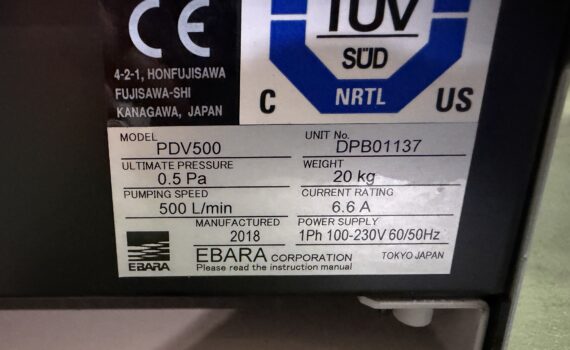 CE
4-2-1, HONFUJISAWA
FUJISAWA-SHI
KANAGAWA, JAPAN
TÜV
SÜD
C NRTL US
MODEL PDV500
UNIT No. DPB01137
ULTIMATE PRESSURE 0.5 Pa
WEIGHT 20 kg
PUMPING SPEED 500 L/min
CURRENT RATING 6.6 A
MANUFACTURED 2018
POWER SUPPLY 1Ph 100-230V 60/50Hz
EBARA
EBARA CORPORATION TOKYO JAPAN
Please read the instruction manual